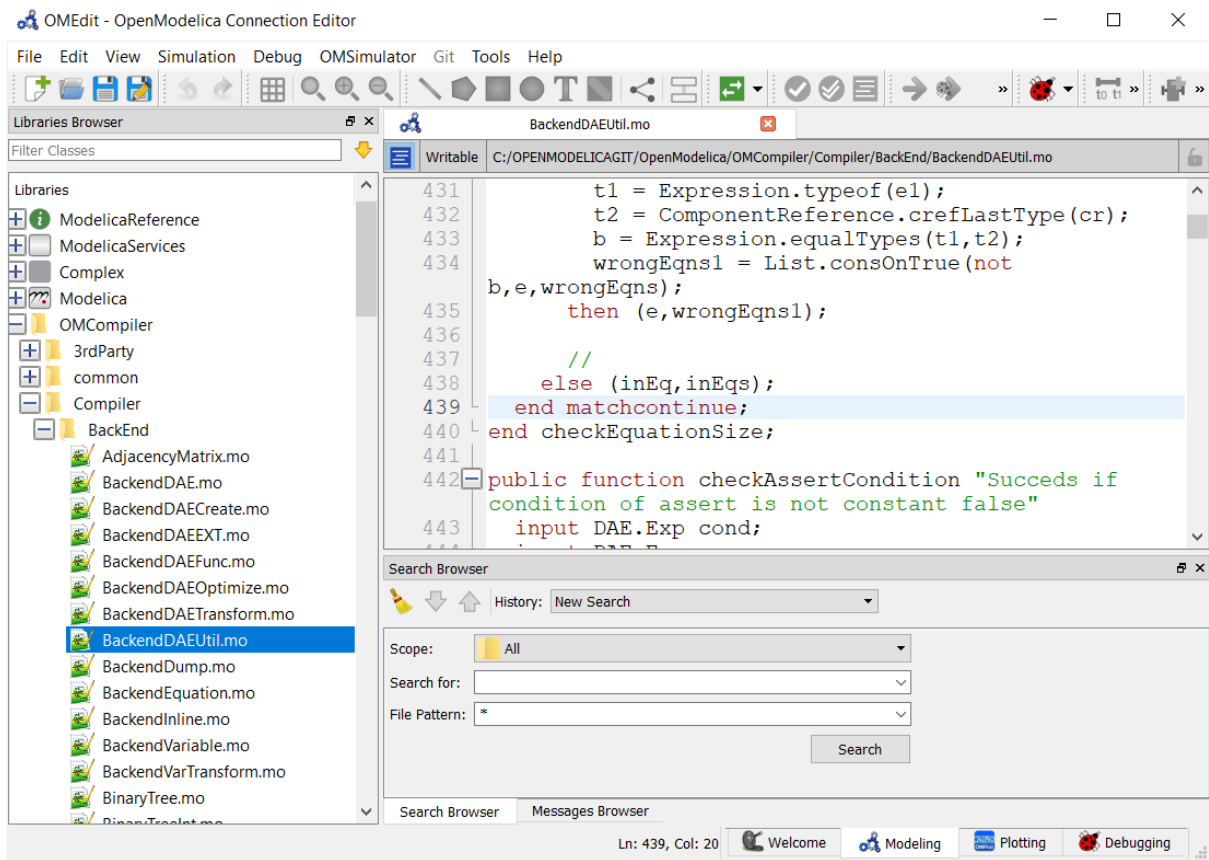 OMEdit - OpenModelica Connection Editor
File Edit View Simulation Debug OMSimulator Git Tools Help
T » to t! » »
Libraries Browser
Filter Classes
Libraries
ModelicaReference
ModelicaServices
Complex
Modelica
OMCompiler
3rdParty
common
Compiler
BackEnd
AdjacencyMatrix.mo
BackendDAE.mo
BackendDAECreate.mo
BackendDAEEXT.mo
BackendDAEFunc.mo
BackendDAEOptimize.mo
BackendDAETransform.mo
BackendDAEUtil.mo
BackendDump.mo
BackendEquation.mo
BackendInline.mo
BackendVariable.mo
BackendVarTransform.mo
BinaryTree.mo
BinaryTreeInt.mo
BackendDAEUtil.mo
Writable C:/OPENMODELICAGIT/OpenModelica/OMCompiler/Compiler/BackEnd/BackendDAEUtil.mo
431 t1 = Expression.typeof(e1);
432 t2 = ComponentReference.crefLastType(cr);
433 b = Expression.equalTypes(t1,t2);
434 wrongEqns1 = List.consOnTrue(not
b,e,wrongEqns);
435 then (e,wrongEqns1);
436
437 //
438 else (inEq,inEqs);
439 end matchcontinue;
440 end checkEquationSize;
441
442 public function checkAssertCondition "Succeds if
condition of assert is not constant false"
443 input DAE.Exp cond;
Search Browser
History: New Search
Scope: All
Search for:
File Pattern: *
Search
Search Browser Messages Browser
Ln: 439, Col: 20 Welcome Modeling Plotting Debugging